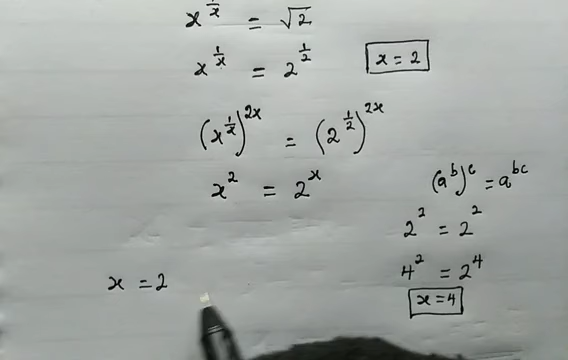 x^{1/x} = √2
x^{1/x} = 2^{1/2}
x = 2
(x^{1/x})^{2x} = (2^{1/2})^{2x}
x^2 = 2^x
(a^b)^c = a^{bc}
2^2 = 2^2
4^2 = 2^4
x = 4
x = 2